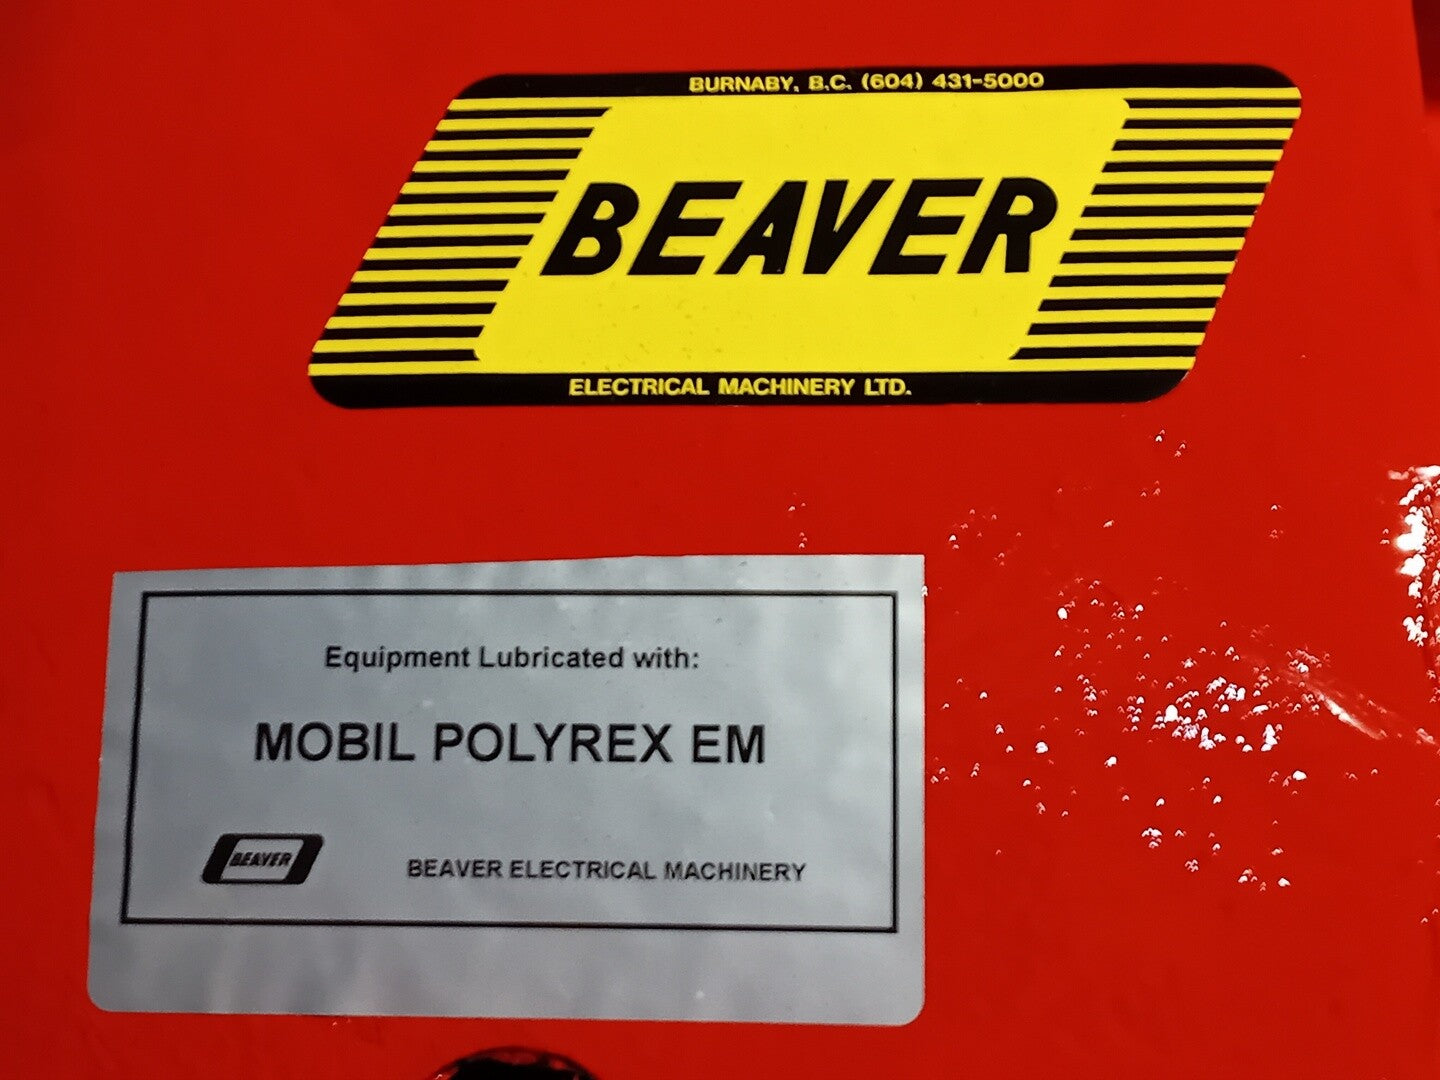 BURNABY, B.C. (604) 431-5000
BEAVER
ELECTRICAL MACHINERY LTD.
Equipment Lubricated with:
MOBIL POLYREX EM
BEAVER
BEAVER ELECTRICAL MACHINERY